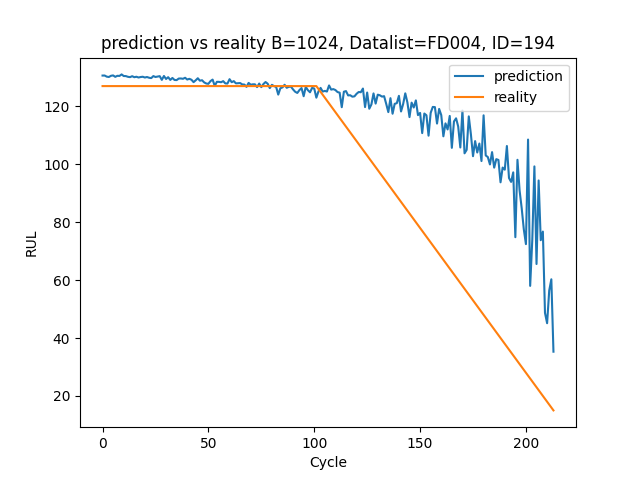 prediction vs reality B=1024, Datalist=FD004, ID=194
prediction
reality
120
100
80
60
40
20
RUL
0
50
100
150
200
Cycle